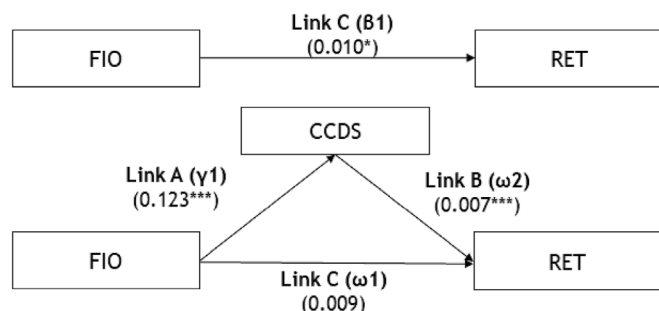 Link C (β1)
(0.010*)
FIO
RET
CCDS
Link A (γ1)
(0.123***)
Link B (ω2)
(0.007***)
FIO
RET
Link C (ω1)
(0.009)